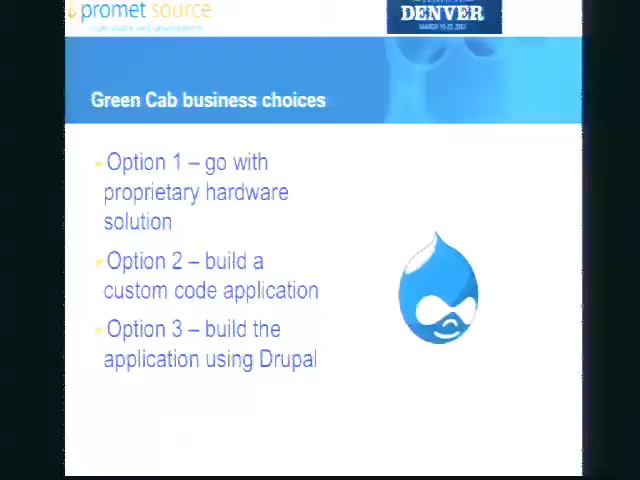 promet source
DENVER
Green Cab business choices
Option 1 – go with
proprietary hardware
solution
Option 2 – build a
custom code application
Option 3 – build the
application using Drupal